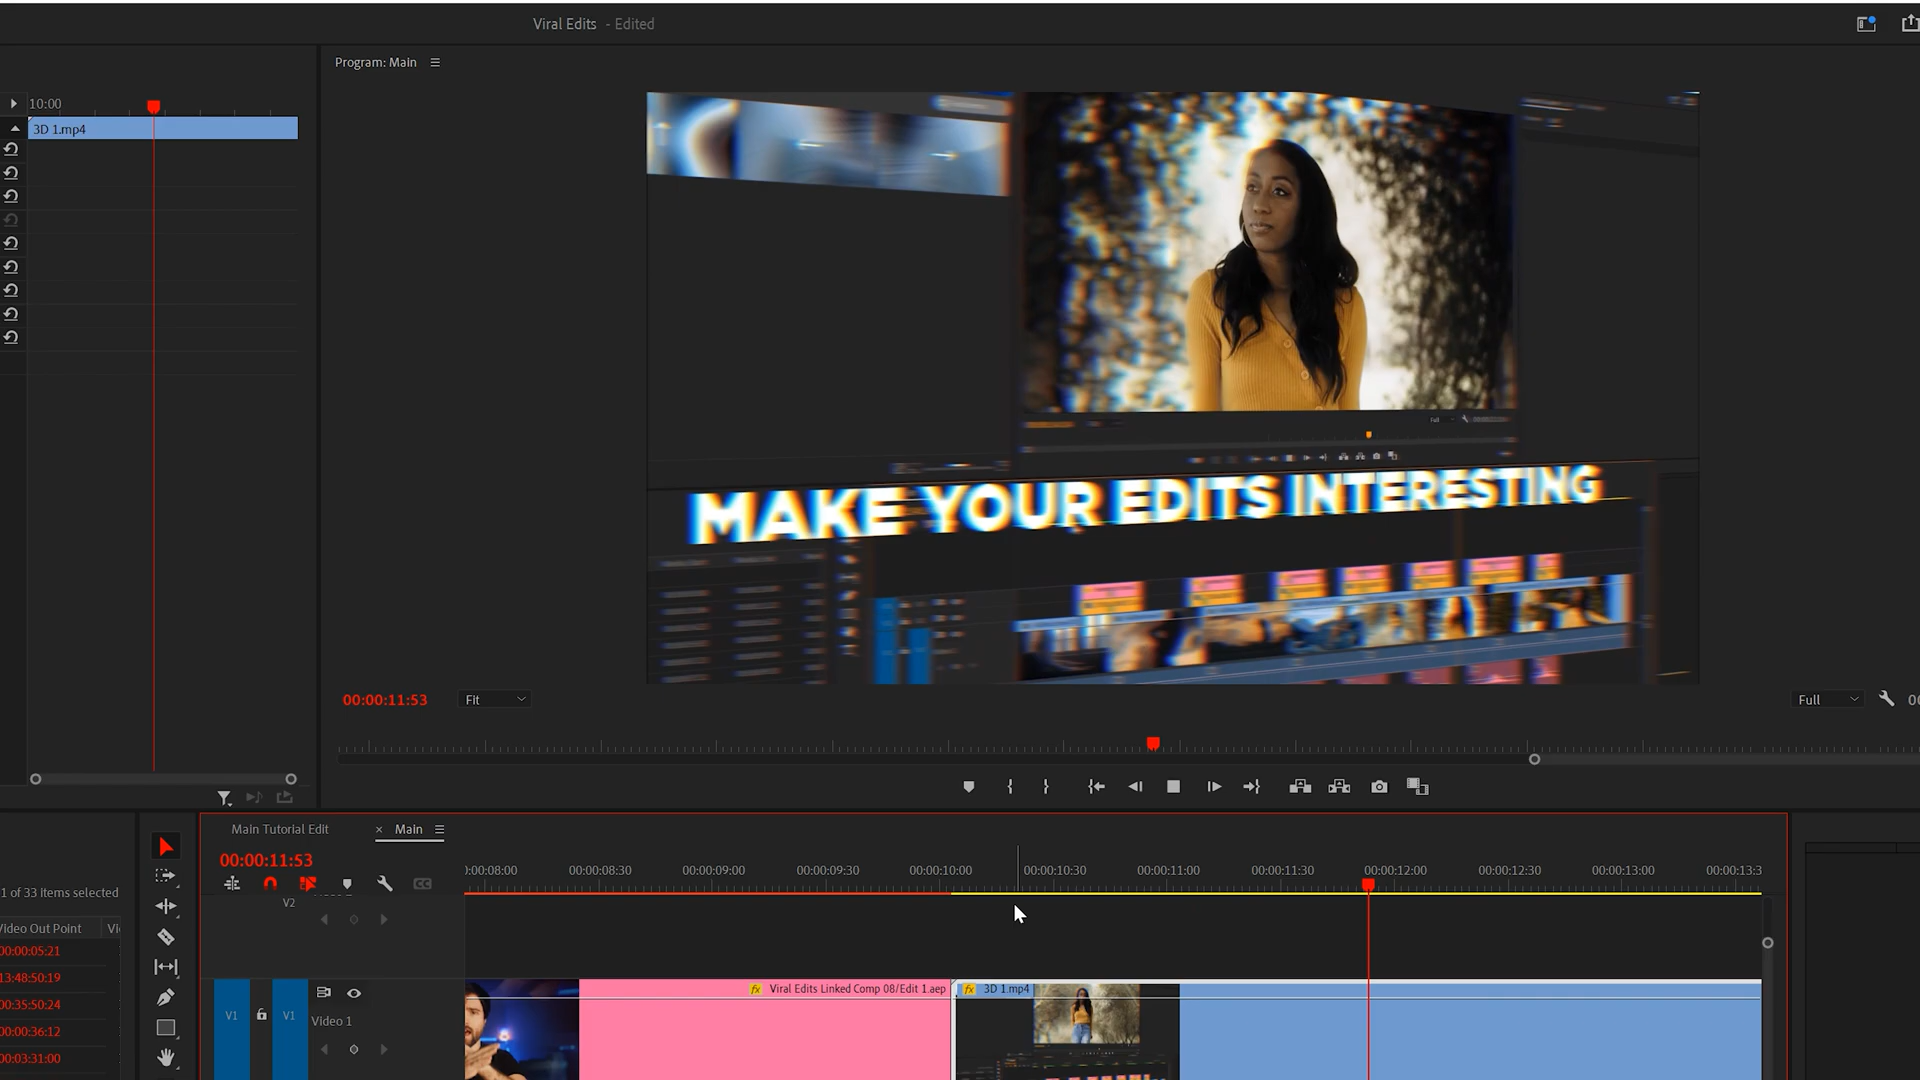 Viral Edits - Edited
Program: Main
10:00
3D 1.mp4
MAKE YOUR EDITS INTERESTING
Full
00:00:11:53
Fit
Full
00
Main Tutorial Edit
× Main
00:00:11:53
0:00:08:00
00:00:08:30
00:00:09:00
00:00:09:30
00:00:10:00
00:00:10:30
00:00:11:00
00:00:11:30
00:00:12:00
00:00:12:30
00:00:13:00
00:00:13:3
1 of 33 Items selected
V2
Video Out Point
Vi
00:00:05:21
13:48:50:19
00:35:50:24
00:00:36:12
00:03:31:00
fx Viral Edits Linked Comp 08/Edit 1.aep
fx 3D 1.mp4
V1
V1
Video 1